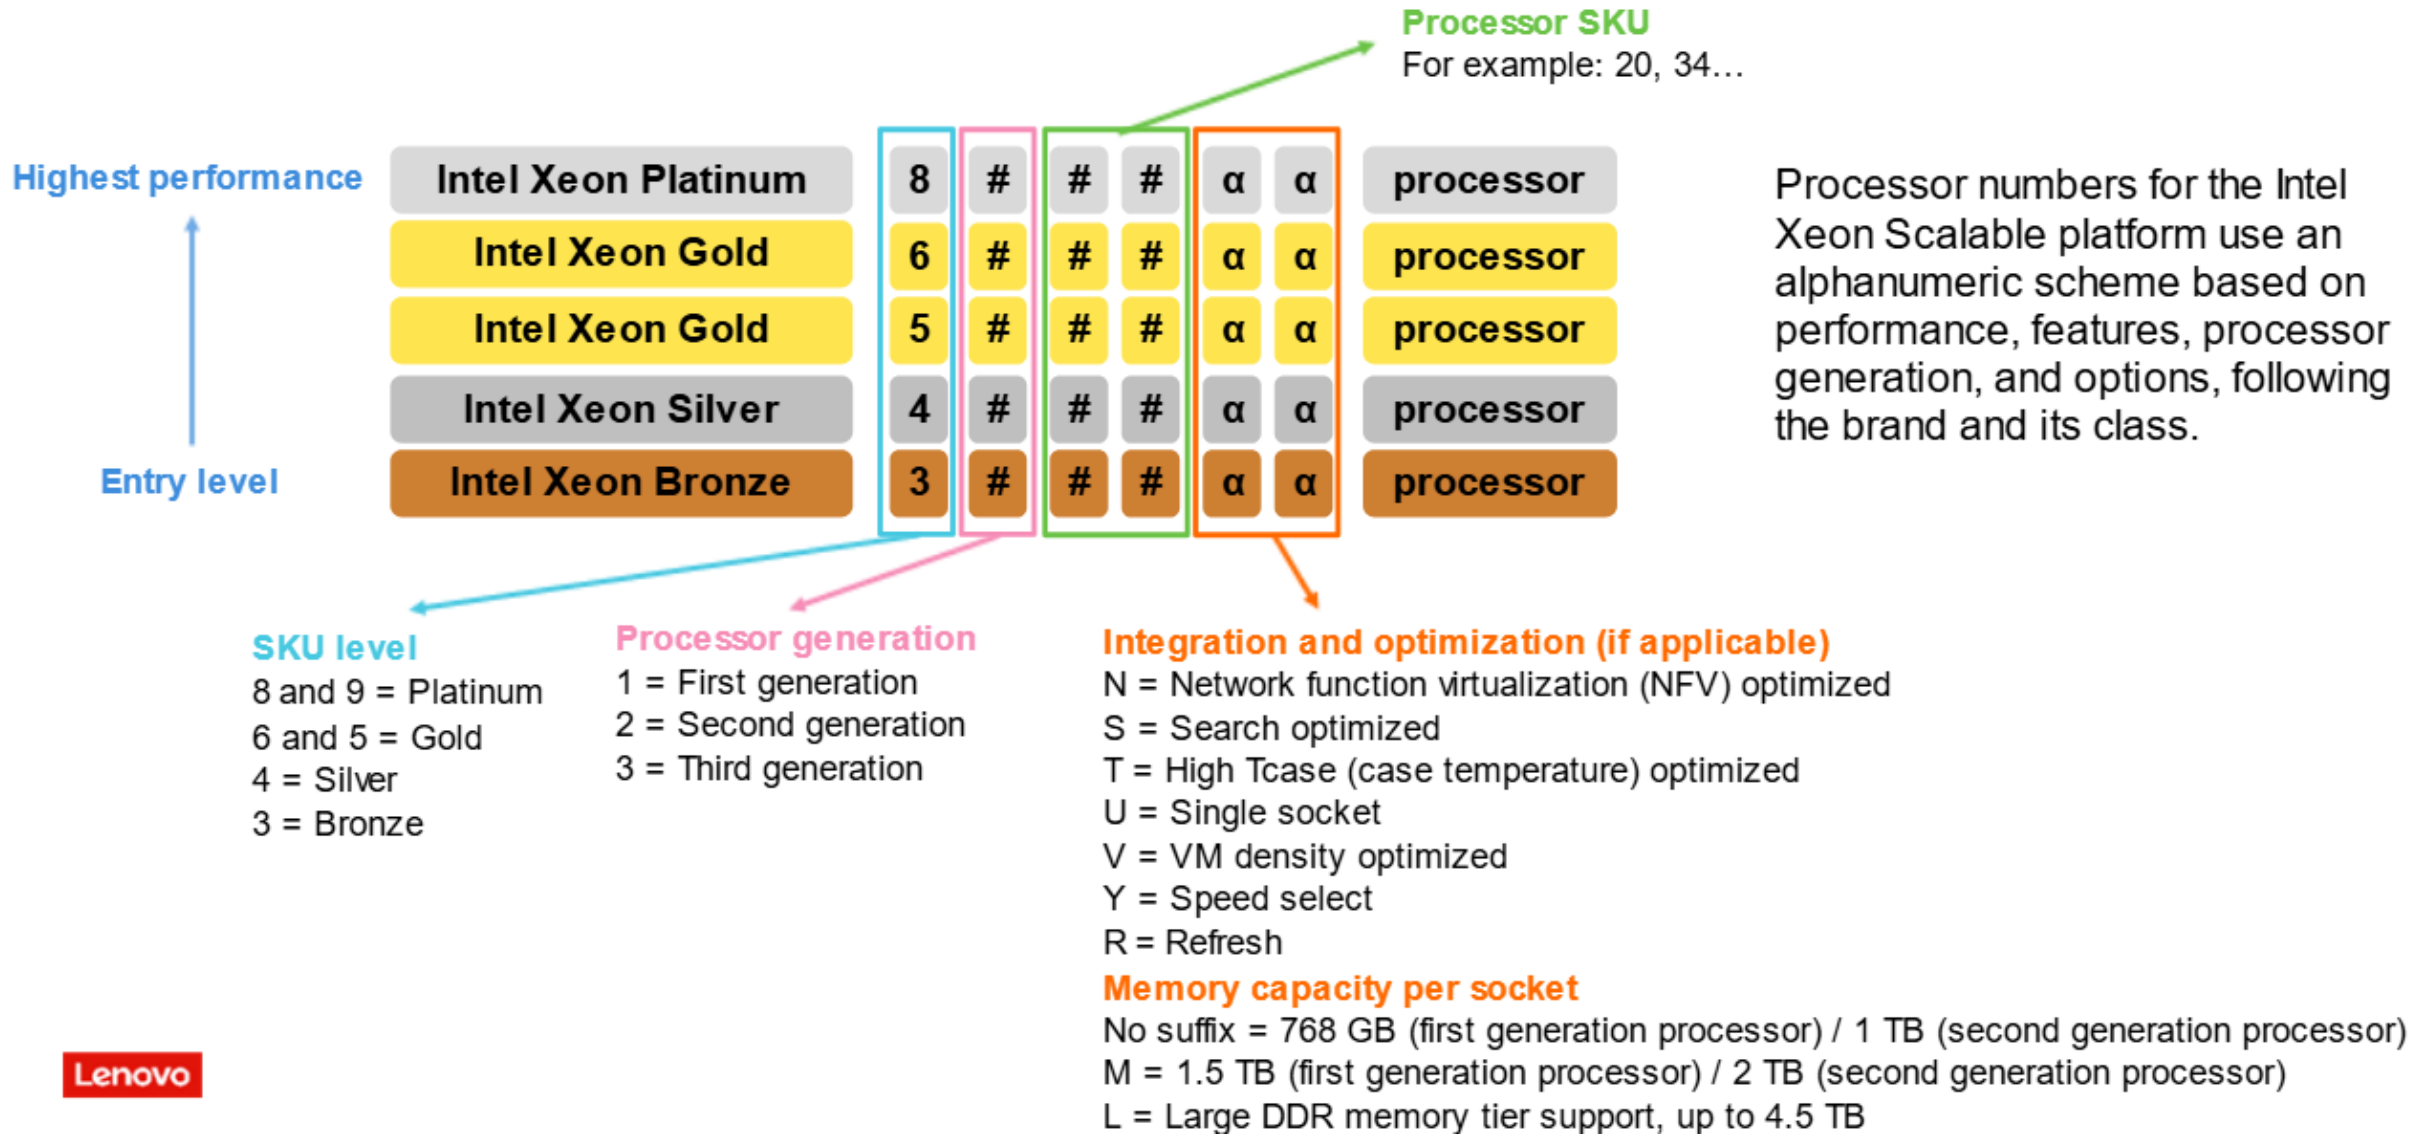 Processor SKU
For example: 20, 34...
Highest performance
Entry level
Intel Xeon Platinum 8 # # # α α processor
Intel Xeon Gold 6 # # # α α processor
Intel Xeon Gold 5 # # # α α processor
Intel Xeon Silver 4 # # # α α processor
Intel Xeon Bronze 3 # # # α α processor
Processor numbers for the Intel
Xeon Scalable platform use an
alphanumeric scheme based on
performance, features, processor
generation, and options, following
the brand and its class.
SKU level
8 and 9 = Platinum
6 and 5 = Gold
4 = Silver
3 = Bronze
Processor generation
1 = First generation
2 = Second generation
3 = Third generation
Integration and optimization (if applicable)
N = Network function virtualization (NFV) optimized
S = Search optimized
T = High Tcase (case temperature) optimized
U = Single socket
V = VM density optimized
Y = Speed select
R = Refresh
Memory capacity per socket
No suffix = 768 GB (first generation processor) / 1 TB (second generation processor)
M = 1.5 TB (first generation processor) / 2 TB (second generation processor)
L = Large DDR memory tier support, up to 4.5 TB
Lenovo